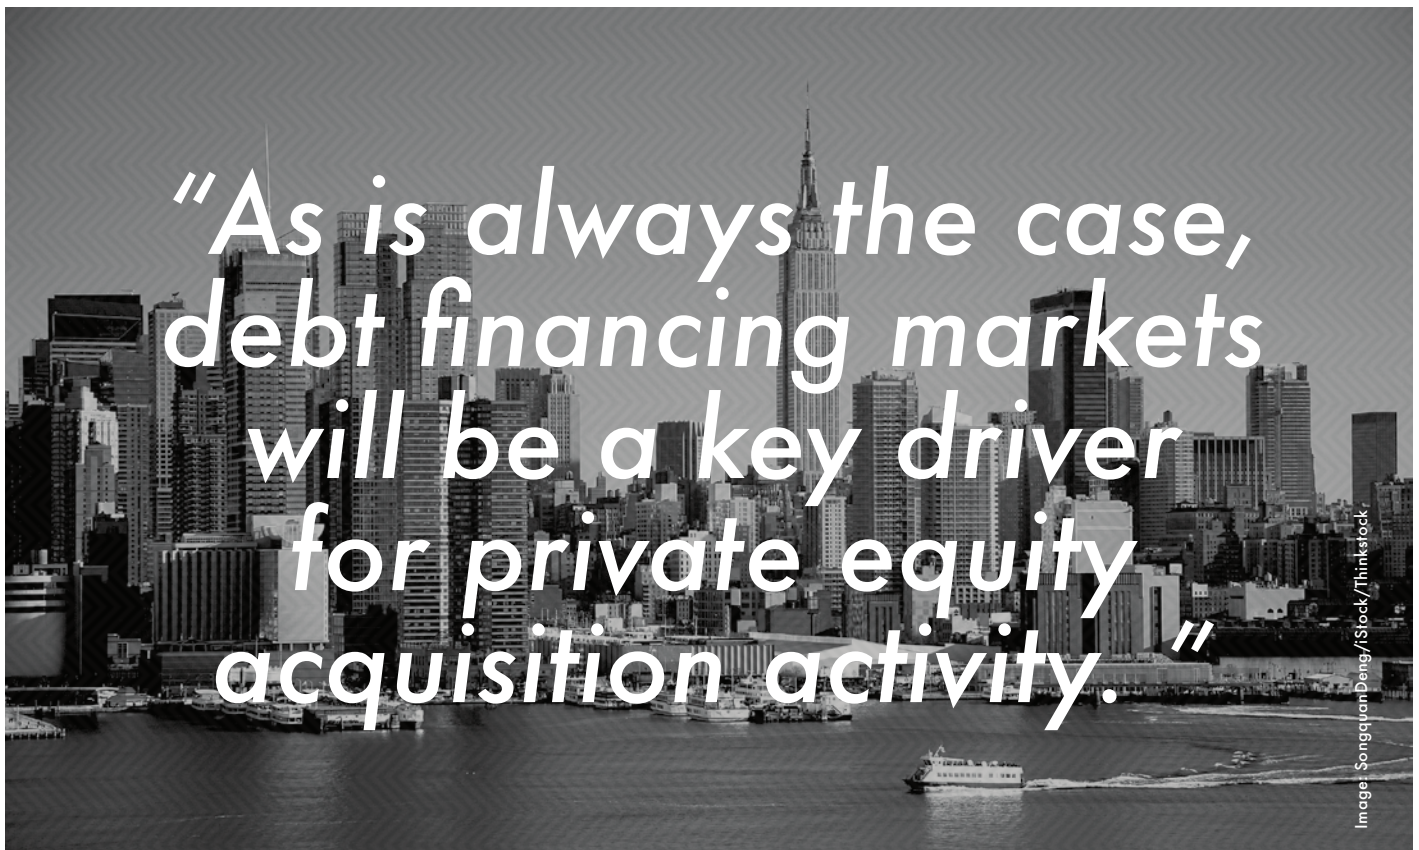 "As is always the case,
debt financing markets
will be a key driver
for private equity
acquisition activity. "
Image: SongquanDeng/iStock/Thinkstock